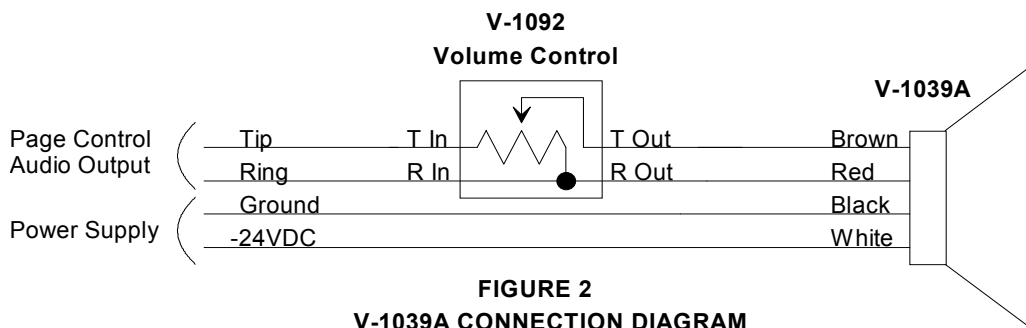 V-1092
Volume Control
V-1039A
Page Control
Audio Output
Tip T In T Out Brown
Ring R In R Out Red
Ground Black
Power Supply
-24VDC White
FIGURE 2
V-1039A CONNECTION DIAGRAM